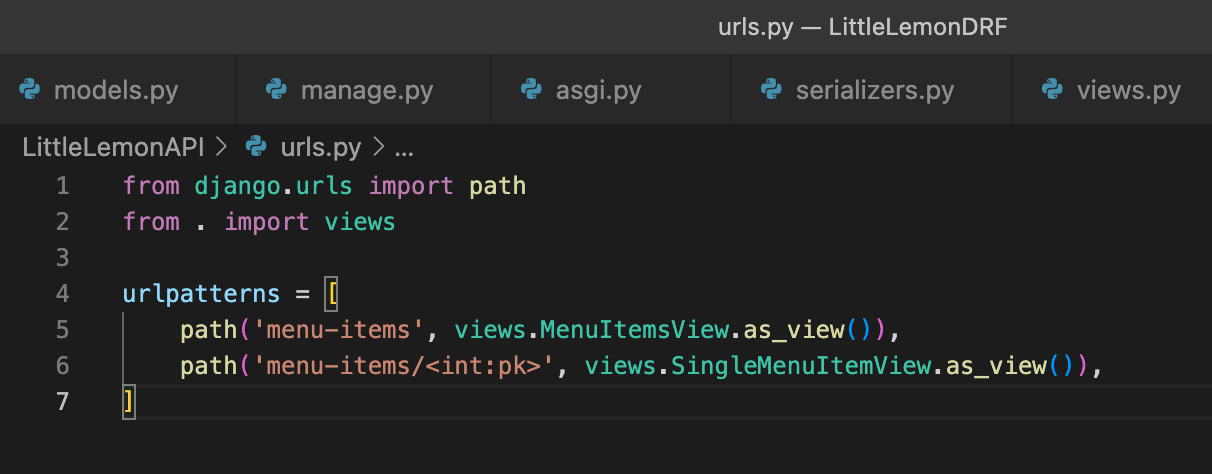 urls.py — LittleLemonDRF
models.py manage.py asgi.py serializers.py views.py
LittleLemonAPI > urls.py > ...
1 from django.urls import path
2 from . import views
3
4 urlpatterns = [
5     path('menu-items', views.MenuItemsView.as_view()),
6     path('menu-items/<int:pk>', views.SingleMenuItemView.as_view()),
7 ]